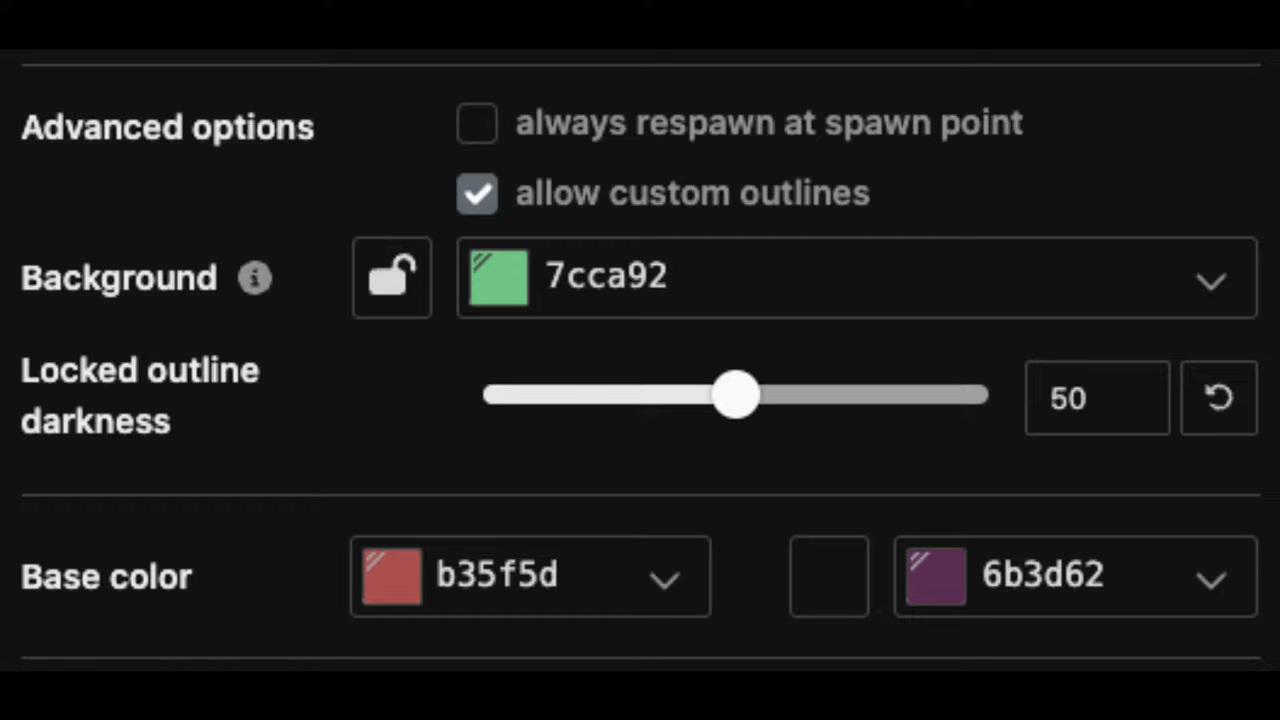 Advanced options
always respawn at spawn point
allow custom outlines
Background
7cca92
Locked outline
darkness
50
Base color
b35f5d
6b3d62